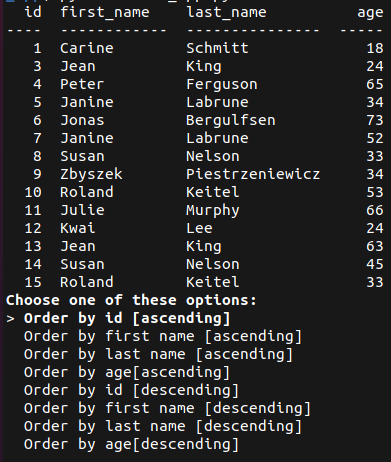 id first_name last_name age
---- ------------ --------------- -----
1 Carine Schmitt 18
3 Jean King 24
4 Peter Ferguson 65
5 Janine Labrune 34
6 Jonas Bergulfsen 73
7 Janine Labrune 52
8 Susan Nelson 33
9 Zbyszek Piestrzeniewicz 34
10 Roland Keitel 53
11 Julie Murphy 66
12 Kwai Lee 24
13 Jean King 63
14 Susan Nelson 45
15 Roland Keitel 33
Choose one of these options:
> Order by id [ascending]
Order by first name [ascending]
Order by last name [ascending]
Order by age[ascending]
Order by id [descending]
Order by first name [descending]
Order by last name [descending]
Order by age[descending]